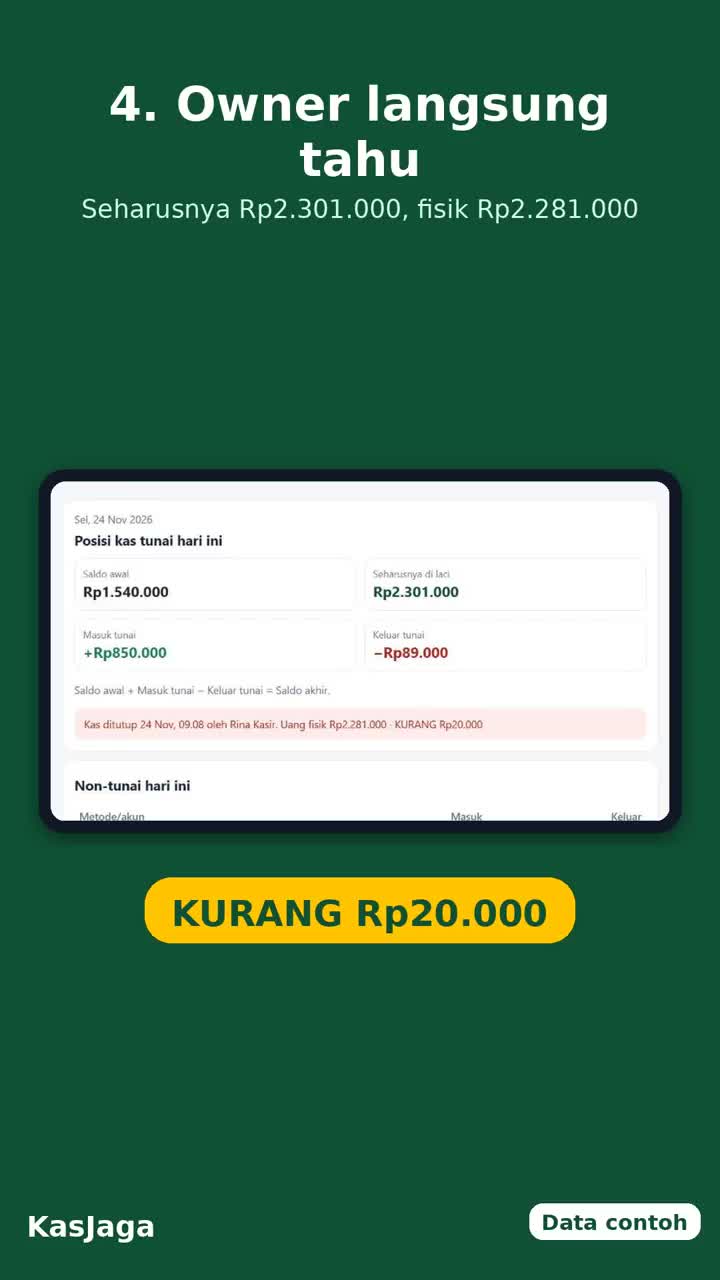 4. Owner langsung
tahu
Seharusnya Rp2.301.000, fisik Rp2.281.000
Sel, 24 Nov 2026
Posisi kas tunai hari ini
Saldo awal
Rp1.540.000
Seharusnya di laci
Rp2.301.000
Masuk tunai
+Rp850.000
Keluar tunai
−Rp89.000
Saldo awal + Masuk tunai − Keluar tunai = Saldo akhir.
Kas ditutup 24 Nov, 09.08 oleh Rina Kasir. Uang fisik Rp2.281.000 · KURANG Rp20.000
Non-tunai hari ini
Metode/akun Masuk Keluar
KURANG Rp20.000
KasJaga
Data contoh